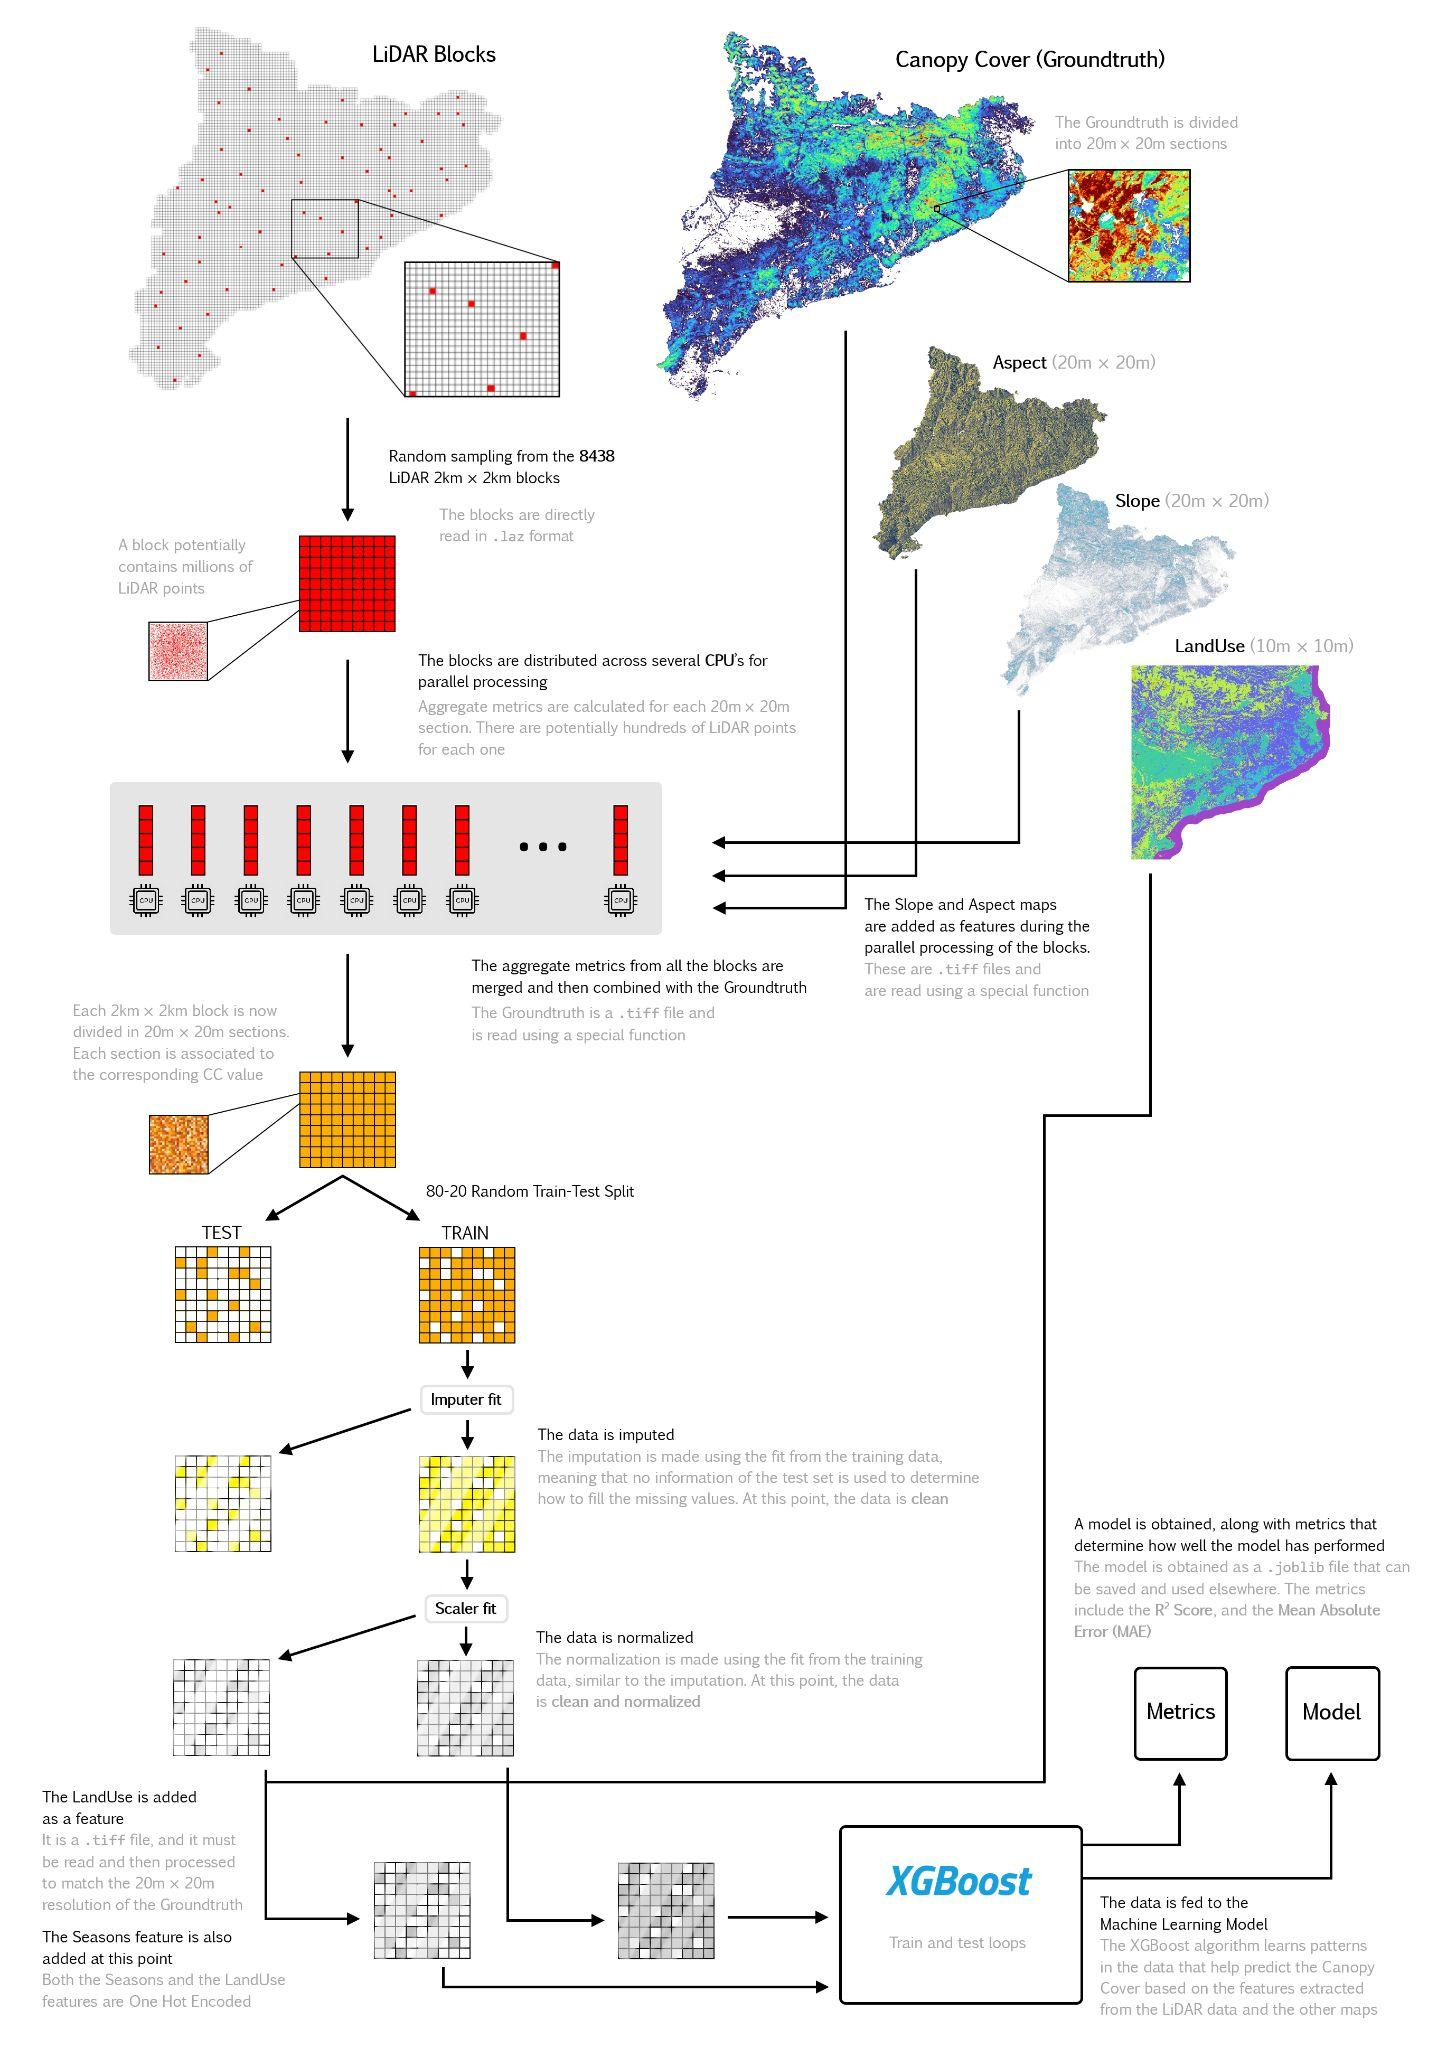 LiDAR Blocks
Canopy Cover (Groundtruth)
The Groundtruth is divided
into 20m × 20m sections
Aspect (20m × 20m)
Random sampling from the 8438
LiDAR 2km × 2km blocks
The blocks are directly
read in .laz format
Slope (20m × 20m)
A block potentially
contains millions of
LiDAR points
LandUse (10m × 10m)
The blocks are distributed across several CPU's for
parallel processing
Aggregate metrics are calculated for each 20m × 20m
section. There are potentially hundreds of LiDAR points
for each one
CPU CPU CPU CPU CPU CPU CPU CPU
The Slope and Aspect maps
are added as features during the
parallel processing of the blocks.
These are .tiff files and
are read using a special function
The aggregate metrics from all the blocks are
merged and then combined with the Groundtruth
The Groundtruth is a .tiff file and
is read using a special function
Each 2km × 2km block is now
divided in 20m × 20m sections.
Each section is associated to
the corresponding CC value
80-20 Random Train-Test Split
TEST
TRAIN
Imputer fit
The data is imputed
The imputation is made using the fit from the training data,
meaning that no information of the test set is used to determine
how to fill the missing values. At this point, the data is clean
Scaler fit
The data is normalized
The normalization is made using the fit from the training
data, similar to the imputation. At this point, the data
is clean and normalized
A model is obtained, along with metrics that
determine how well the model has performed
The model is obtained as a .joblib file that can
be saved and used elsewhere. The metrics
include the R² Score, and the Mean Absolute
Error (MAE)
Metrics
Model
The LandUse is added
as a feature
It is a .tiff file, and it must
be read and then processed
to match the 20m × 20m
resolution of the Groundtruth
The Seasons feature is also
added at this point
Both the Seasons and the LandUse
features are One Hot Encoded
XGBoost
Train and test loops
The data is fed to the
Machine Learning Model
The XGBoost algorithm learns patterns
in the data that help predict the Canopy
Cover based on the features extracted
from the LiDAR data and the other maps